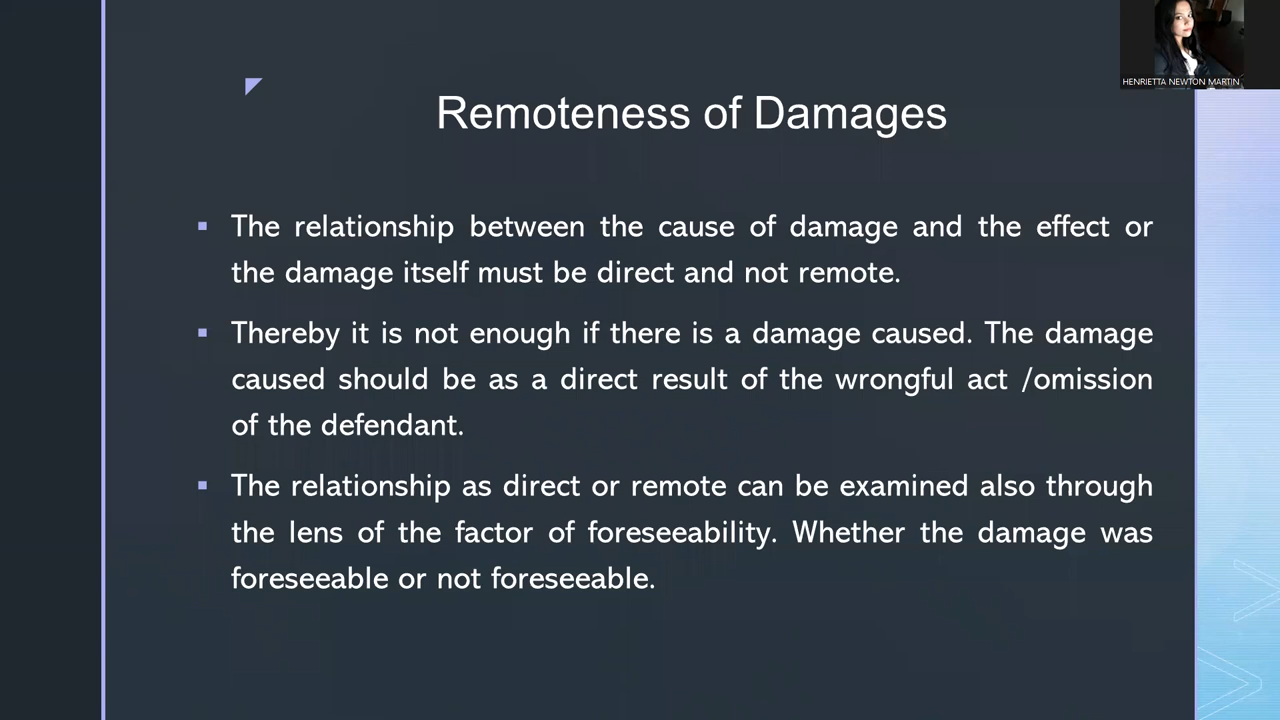 HENRIETTA NEWTON MARTIN
Remoteness of Damages
The relationship between the cause of damage and the effect or
the damage itself must be direct and not remote.
Thereby it is not enough if there is a damage caused. The damage
caused should be as a direct result of the wrongful act /omission
of the defendant.
The relationship as direct or remote can be examined also through
the lens of the factor of foreseeability. Whether the damage was
foreseeable or not foreseeable.